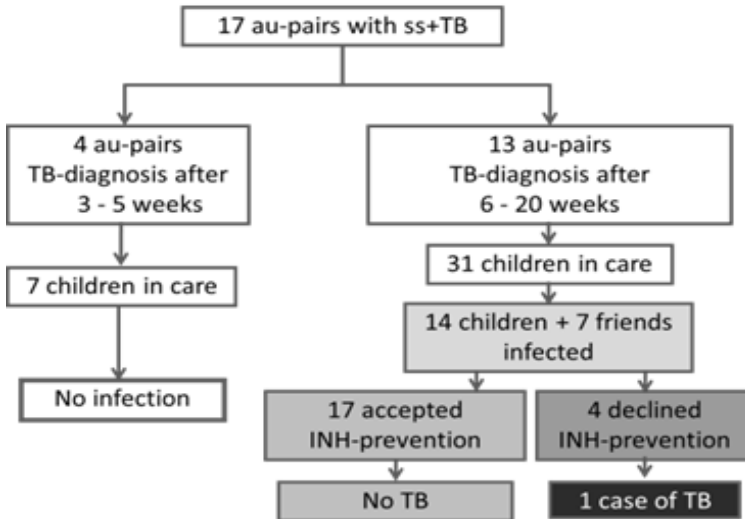 17 au-pairs with ss+TB
4 au-pairs
TB-diagnosis after
3 - 5 weeks
13 au-pairs
TB-diagnosis after
6 - 20 weeks
7 children in care
31 children in care
14 children + 7 friends
infected
No infection
17 accepted
INH-prevention
4 declined
INH-prevention
No TB
1 case of TB